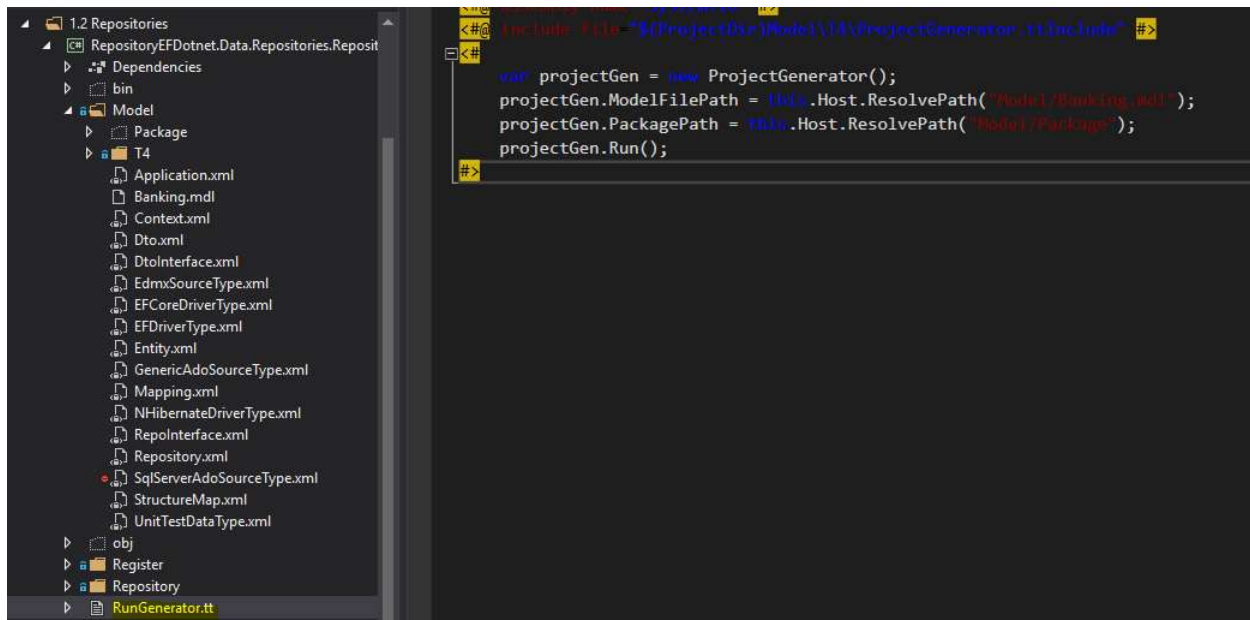 1.2 Repositories
RepositoryEFDotnet.Data.Repositories.Reposit
Dependencies
bin
Model
Package
T4
Application.xml
Banking.mdl
Context.xml
Dto.xml
DtoInterface.xml
EdmxSourceType.xml
EFCoreDriverType.xml
EFDriverType.xml
Entity.xml
GenericAdoSourceType.xml
Mapping.xml
NHibernateDriverType.xml
RepoInterface.xml
Repository.xml
SqlServerAdoSourceType.xml
StructureMap.xml
UnitTestDataType.xml
obj
Register
Repository
RunGenerator.tt
<#@ include file="$(ProjectDir)Model\T4\ProjectGenerator.ttInclude" #>
<#
var projectGen = new ProjectGenerator();
projectGen.ModelFilePath = this.Host.ResolvePath("Model/Banking.mdl");
projectGen.PackagePath = this.Host.ResolvePath("Model/Package");
projectGen.Run();
#>